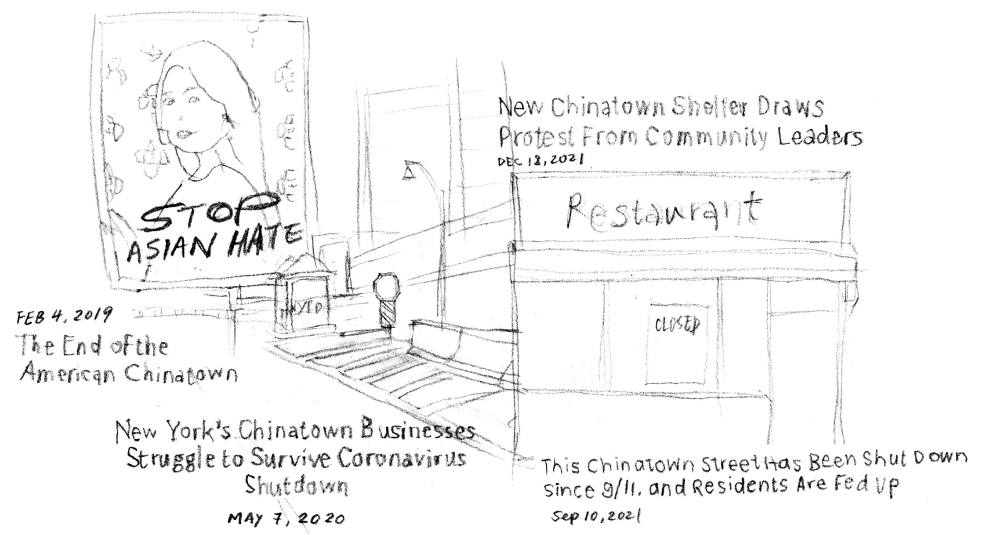 STOP
ASIAN HATE
New Chinatown Shelter Draws
Protest From Community Leaders
DEC 18, 2021
Restaurant
NYPD
CLOSED
FEB 4, 2019
The End of the
American Chinatown
New York's Chinatown Businesses
Struggle to Survive Coronavirus
Shutdown
MAY 7, 2020
This Chinatown Street Has Been Shut Down
Since 9/11. and Residents Are Fed Up
Sep 10, 2021